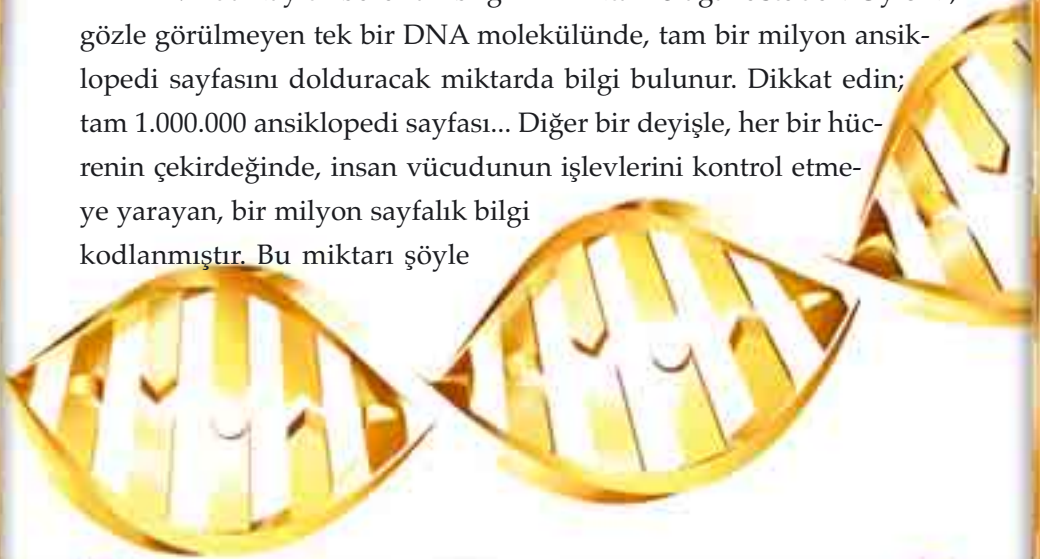 gözle görülmeyen tek bir DNA molekülünde, tam bir milyon ansik-
lopedi sayfasını dolduracak miktarda bilgi bulunur. Dikkat edin;
tam 1.000.000 ansiklopedi sayfası... Diğer bir deyişle, her bir hüc-
renin çekirdeğinde, insan vücudunun işlevlerini kontrol etme-
ye yarayan, bir milyon sayfalık bilgi
kodlanmıştır. Bu miktarı şöyle